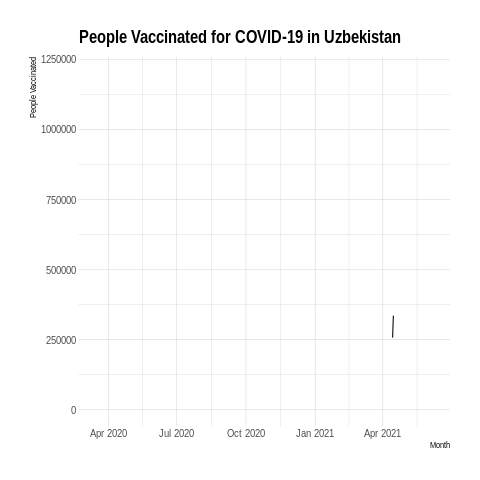 People Vaccinated for COVID-19 in Uzbekistan
People Vaccinated
1250000
1000000
750000
500000
250000
0
Apr 2020 Jul 2020 Oct 2020 Jan 2021 Apr 2021
Month